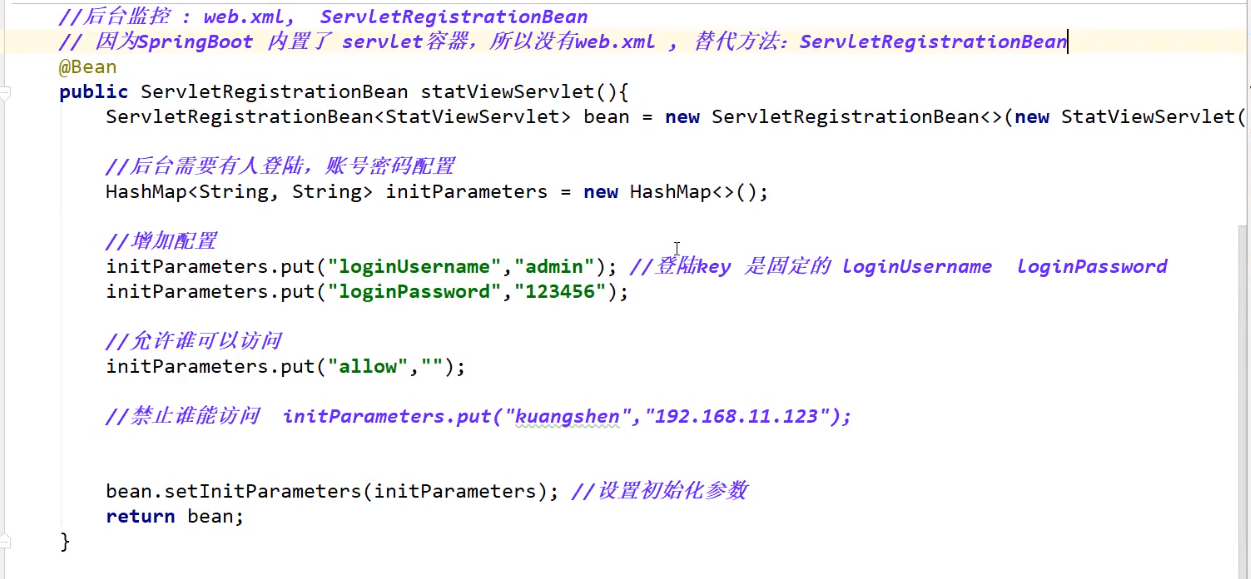 //后台监控 : web.xml, ServletRegistrationBean
// 因为SpringBoot 内置了 servlet容器，所以没有web.xml , 替代方法：ServletRegistrationBean
@Bean
public ServletRegistrationBean statViewServlet(){
ServletRegistrationBean<StatViewServlet> bean = new ServletRegistrationBean<>(new StatViewServlet(
//后台需要有人登陆，账号密码配置
HashMap<String, String> initParameters = new HashMap<>();
//增加配置
initParameters.put("loginUsername","admin"); //登陆key 是固定的 loginUsername loginPassword
initParameters.put("loginPassword","123456");
//允许谁可以访问
initParameters.put("allow","");
//禁止谁能访问 initParameters.put("kuangshen","192.168.11.123");
bean.setInitParameters(initParameters); //设置初始化参数
return bean;
}